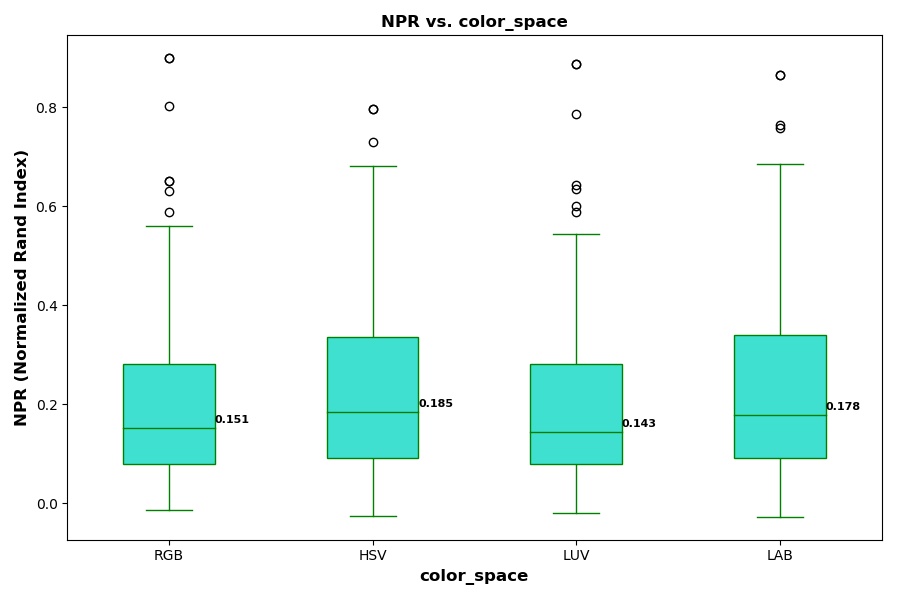 NPR vs. color_space
NPR (Normalized Rand Index)
0.8
0.6
0.4
0.2
0.0
0.151
0.185
0.143
0.178
RGB
HSV
LUV
LAB
color_space